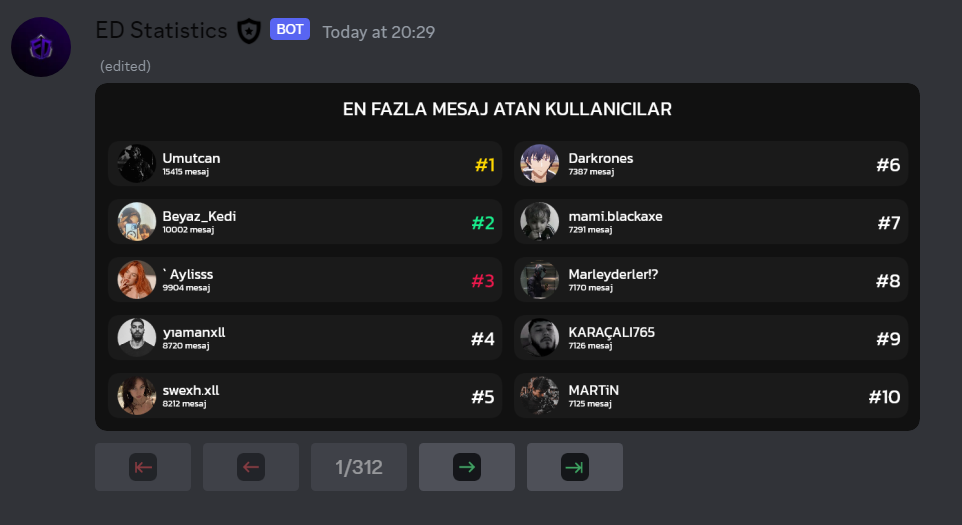 ED Statistics BOT Today at 20:29
(edited)
EN FAZLA MESAJ ATAN KULLANICILAR
Umutcan
15415 mesaj
#1
Beyaz_Kedi
10002 mesaj
#2
` Aylisss
9904 mesaj
#3
yıamanxll
8720 mesaj
#4
swexh.xll
8212 mesaj
#5
Darkrones
7387 mesaj
#6
mami.blackaxe
7291 mesaj
#7
Marleyderler!?
7170 mesaj
#8
KARAÇALI765
7126 mesaj
#9
MARTiN
7125 mesaj
#10
1/312